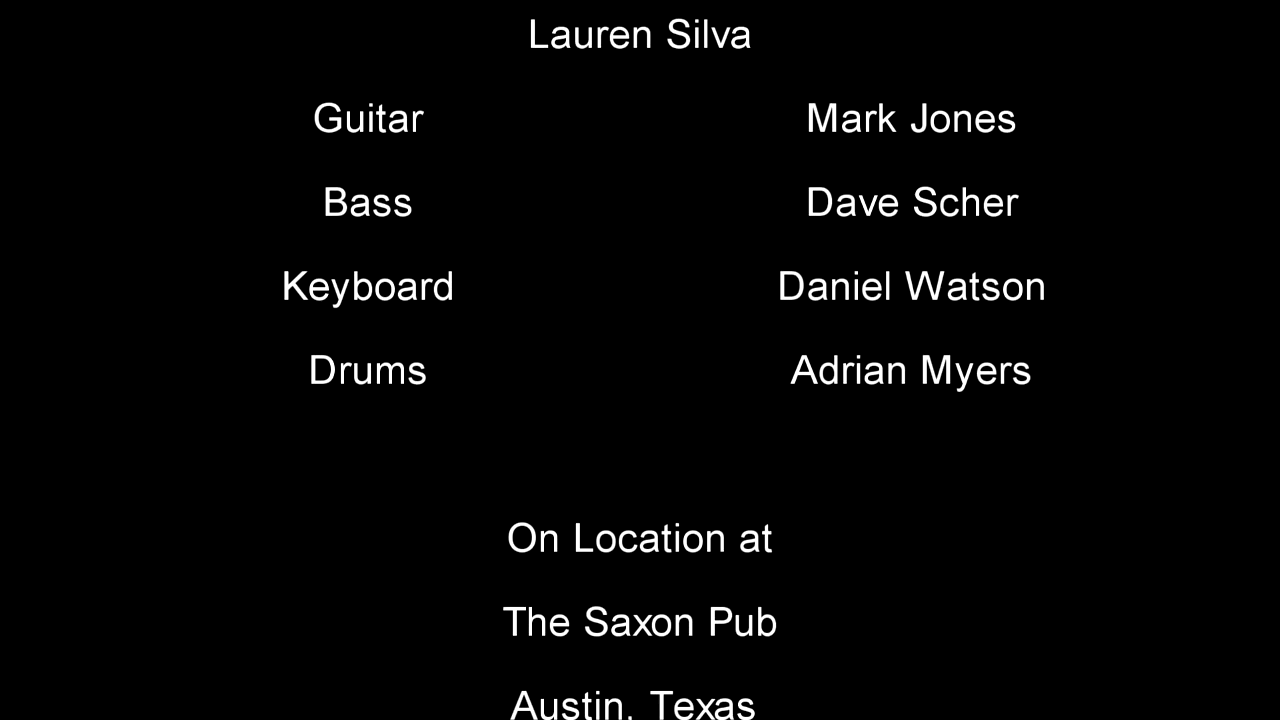 Lauren Silva
Guitar Mark Jones
Bass Dave Scher
Keyboard Daniel Watson
Drums Adrian Myers
On Location at
The Saxon Pub
Austin, Texas